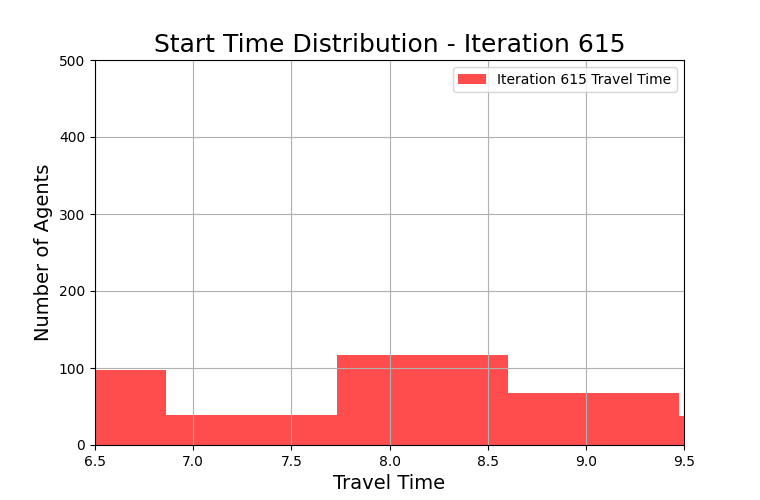 Start Time Distribution - Iteration 615
Iteration 615 Travel Time
Number of Agents
500
400
300
200
100
0
6.5 7.0 7.5 8.0 8.5 9.0 9.5
Travel Time